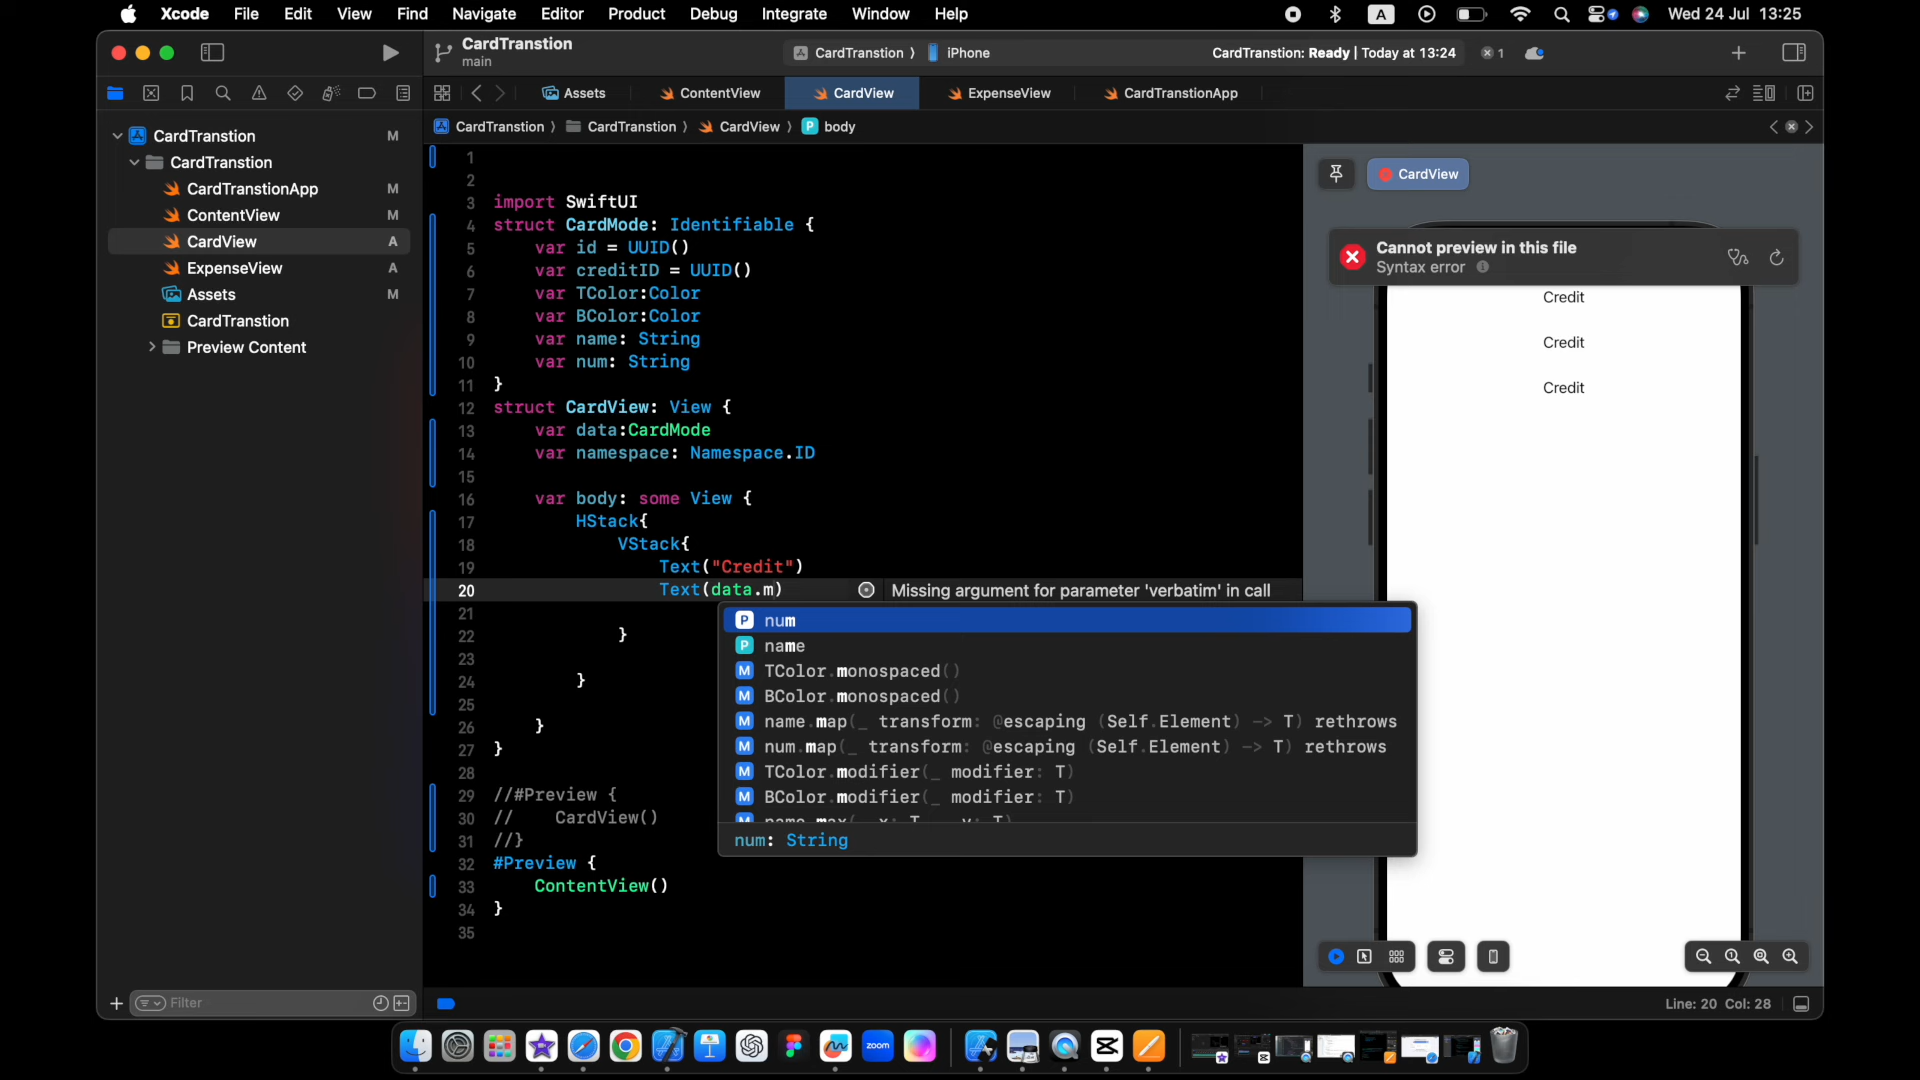 Xcode File Edit View Find Navigate Editor Product Debug Integrate Window Help A Wed 24 Jul 13:25
CardTranstion
main
CardTranstion ⟩ iPhone
CardTranstion: Ready | Today at 13:24
1
Assets ContentView CardView ExpenseView CardTranstionApp
CardTranstion ⟩ CardTranstion ⟩ CardView ⟩ P body
CardTranstion M
CardTranstion
CardTranstionApp M
ContentView M
CardView A
ExpenseView A
Assets M
CardTranstion
Preview Content
Filter
1
2
3 import SwiftUI
4 struct CardMode: Identifiable {
5 var id = UUID()
6 var creditID = UUID()
7 var TColor:Color
8 var BColor:Color
9 var name: String
10 var num: String
11 }
12 struct CardView: View {
13 var data:CardMode
14 var namespace: Namespace.ID
15
16 var body: some View {
17 HStack{
18 VStack{
19 Text("Credit")
20 Text(data.m) Missing argument for parameter 'verbatim' in call
21
22 }
23
24 }
25
26 }
27 }
28
29 //#Preview {
30 // CardView()
31 //}
32 #Preview {
33 ContentView()
34 }
35
P num
P name
M TColor.monospaced()
M BColor.monospaced()
M name.map(_ transform: @escaping (Self.Element) -> T) rethrows
M num.map(_ transform: @escaping (Self.Element) -> T) rethrows
M TColor.modifier(_ modifier: T)
M BColor.modifier(_ modifier: T)
num: String
CardView
Cannot preview in this file
Syntax error
Credit
Credit
Credit
Line: 20 Col: 28
zoom